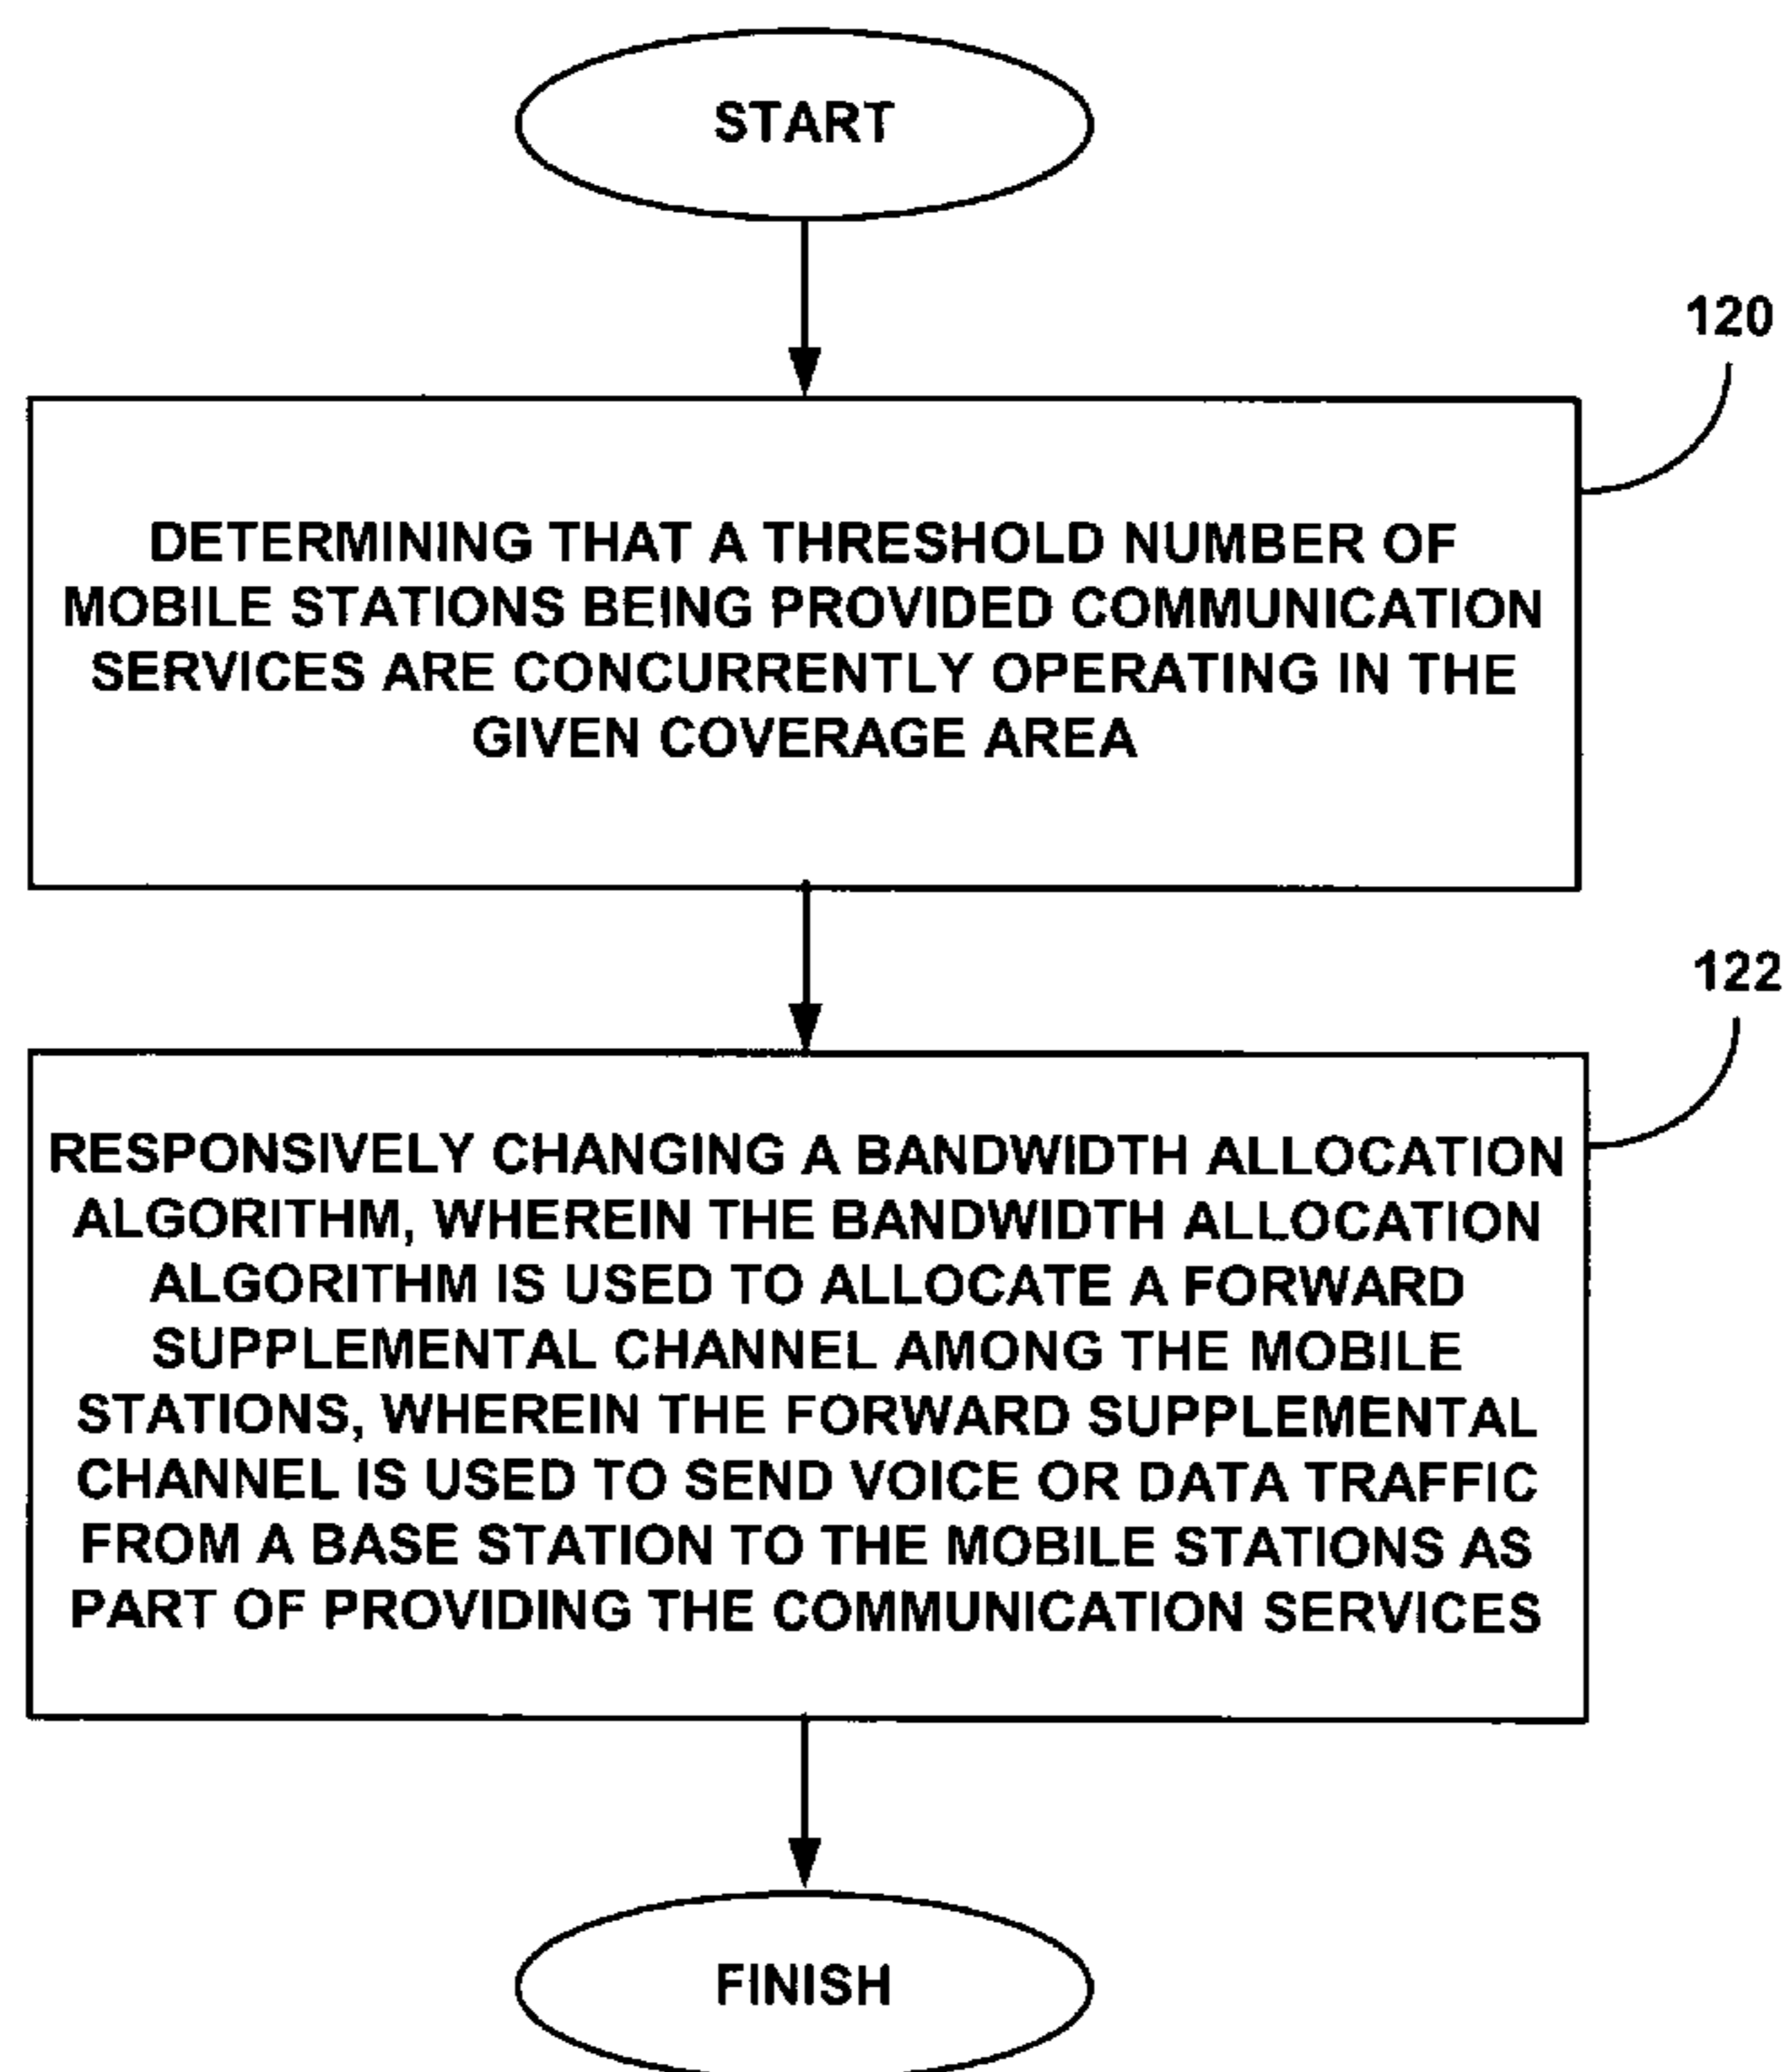 START
120
DETERMINING THAT A THRESHOLD NUMBER OF
MOBILE STATIONS BEING PROVIDED COMMUNICATION
SERVICES ARE CONCURRENTLY OPERATING IN THE
GIVEN COVERAGE AREA
122
RESPONSIVELY CHANGING A BANDWIDTH ALLOCATION
ALGORITHM, WHEREIN THE BANDWIDTH ALLOCATION
ALGORITHM IS USED TO ALLOCATE A FORWARD
SUPPLEMENTAL CHANNEL AMONG THE MOBILE
STATIONS, WHEREIN THE FORWARD SUPPLEMENTAL
CHANNEL IS USED TO SEND VOICE OR DATA TRAFFIC
FROM A BASE STATION TO THE MOBILE STATIONS AS
PART OF PROVIDING THE COMMUNICATION SERVICES
FINISH